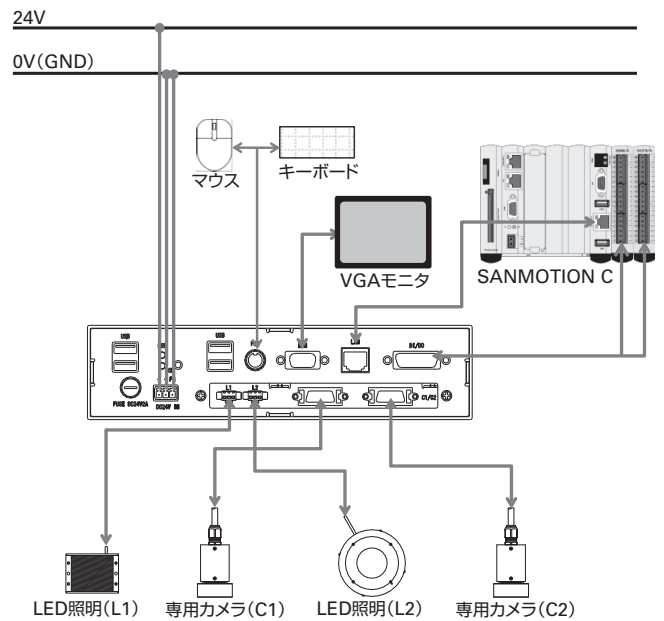 24V
0V(GND)
マウス
キーボード
VGAモニタ
SANMOTION C
USB
USB
LAN
DI/DO
FUSE DC24V2A
DC24V IN
L1
L2
C1/C2
LED照明(L1)
専用カメラ(C1)
LED照明(L2)
専用カメラ(C2)